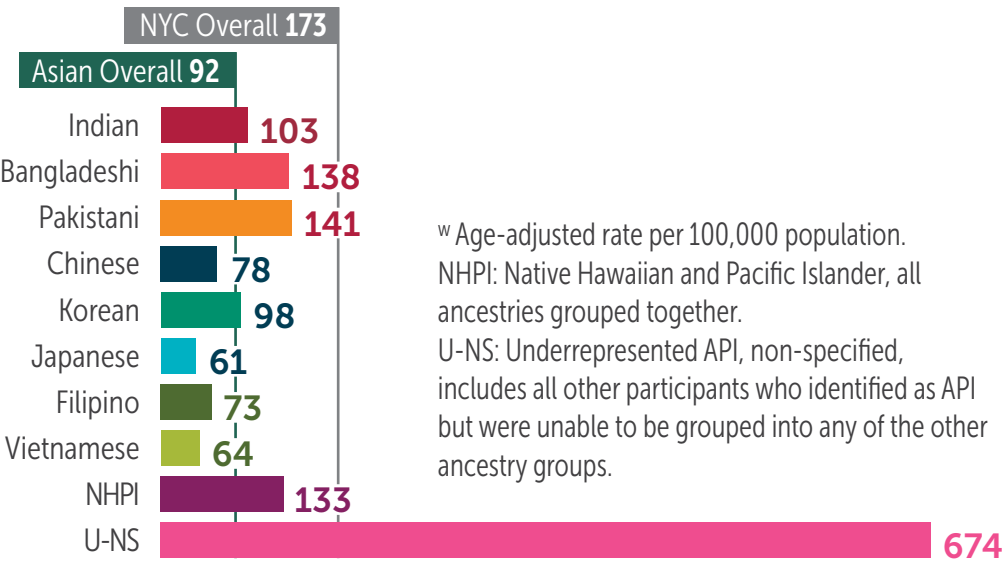 NYC Overall 173
Asian Overall 92
Indian 103
Bangladeshi 138
Pakistani 141
Chinese 78
Korean 98
Japanese 61
Filipino 73
Vietnamese 64
NHPI 133
U-NS 674
ʷ Age-adjusted rate per 100,000 population.
NHPI: Native Hawaiian and Pacific Islander, all
ancestries grouped together.
U-NS: Underrepresented API, non-specified,
includes all other participants who identified as API
but were unable to be grouped into any of the other
ancestry groups.